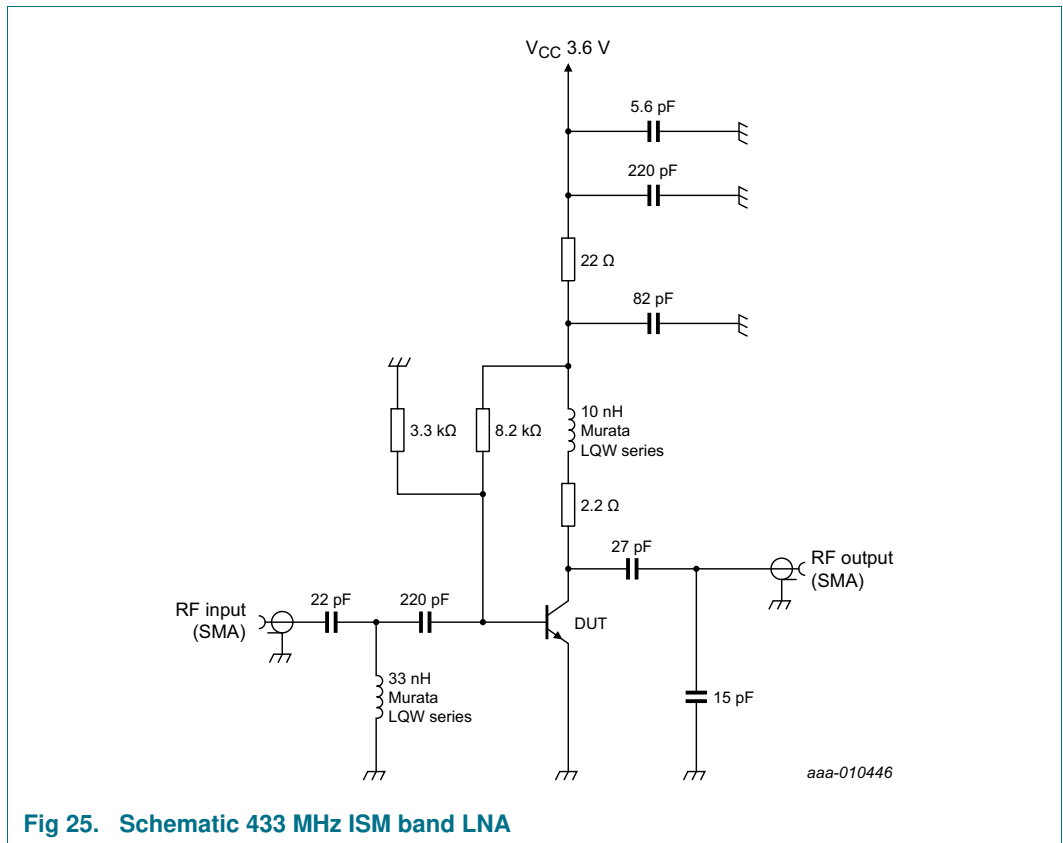 VCC 3.6 V
5.6 pF
220 pF
22 Ω
82 pF
3.3 kΩ
8.2 kΩ
10 nH
Murata
LQW series
2.2 Ω
27 pF
RF output
(SMA)
RF input
(SMA)
22 pF
220 pF
DUT
33 nH
Murata
LQW series
15 pF
aaa-010446
Fig 25. Schematic 433 MHz ISM band LNA